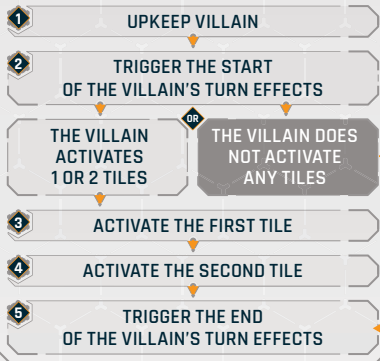 1 UPKEEP VILLAIN
2 TRIGGER THE START
OF THE VILLAIN'S TURN EFFECTS
OR
THE VILLAIN
ACTIVATES
1 OR 2 TILES
THE VILLAIN DOES
NOT ACTIVATE
ANY TILES
3 ACTIVATE THE FIRST TILE
4 ACTIVATE THE SECOND TILE
5 TRIGGER THE END
OF THE VILLAIN'S TURN EFFECTS